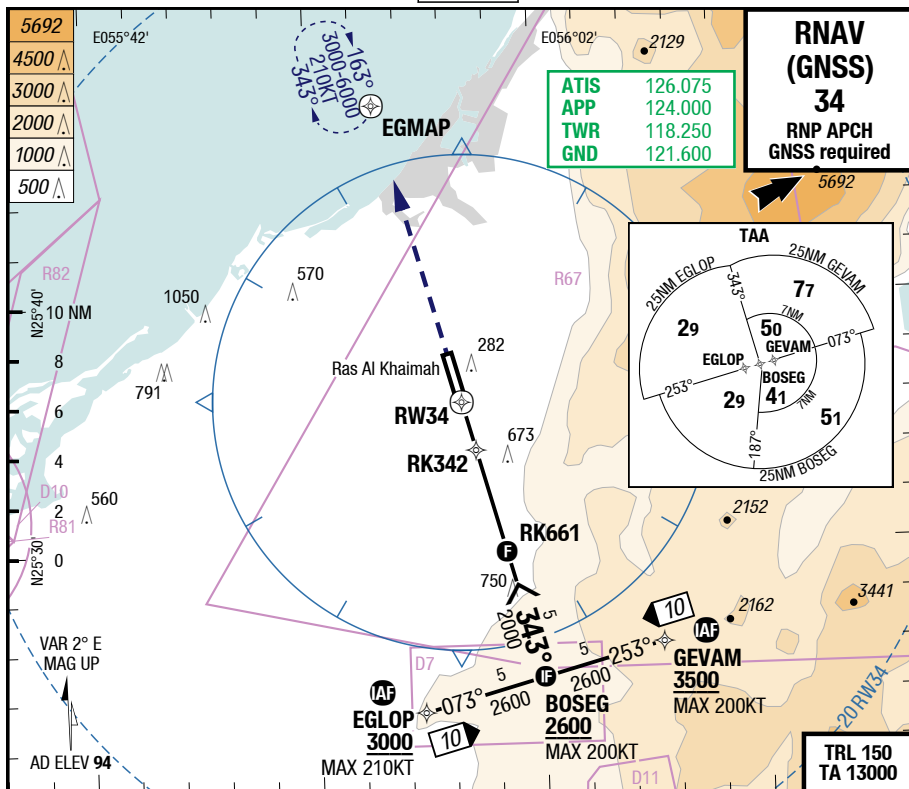 5692
4500
3000
2000
1000
500
E055°42'
E056°02'
163°
3000-6000
210KT
343°
EGMAP
2129
ATIS 126.075
APP 124.000
TWR 118.250
GND 121.600
RNAV
(GNSS)
34
RNP APCH
GNSS required
5692
TAA
25NM EGLOP
25NM GEVAM
343°
77
7NM
29
50
GEVAM
073°
EGLOP
BOSEG
253°
29
41
7NM
51
187°
25NM BOSEG
R82
R67
N25°40'
10 NM
8
6
4
2
0
N25°30'
1050
570
791
282
Ras Al Khaimah
RW34
RK342
673
D10
R81
560
RK661
750
2152
3441
2162
5
2000
343°
10
IAF
GEVAM
3500
MAX 200KT
5
253°
2600
D7
IF
BOSEG
2600
MAX 200KT
5
073°
2600
IAF
EGLOP
3000
MAX 210KT
10
VAR 2° E
MAG UP
AD ELEV 94
D11
20 RW34
F
TRL 150
TA 13000